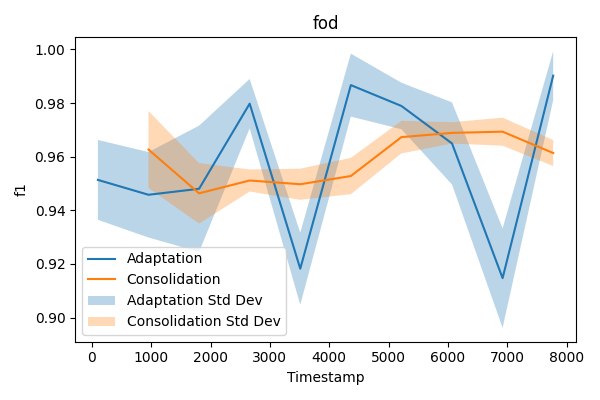 fod
1.00
0.98
0.96
0.94
0.92
0.90
f1
Adaptation
Consolidation
Adaptation Std Dev
Consolidation Std Dev
0 1000 2000 3000 4000 5000 6000 7000 8000
Timestamp